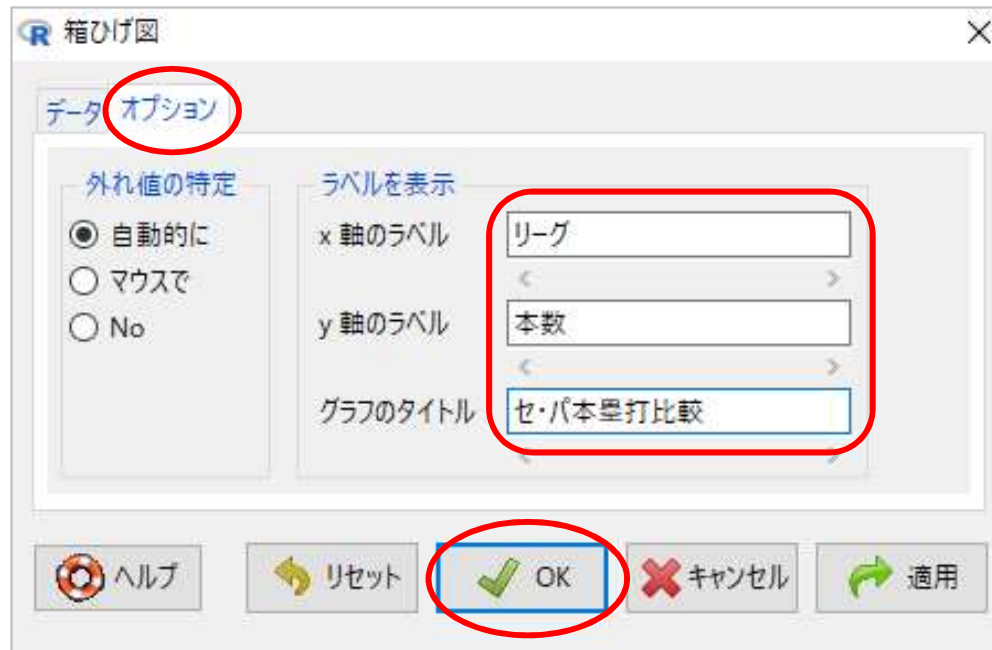 箱ひげ図
データ オプション
外れ値の特定
自動的に
マウスで
No
ラベルを表示
x 軸のラベル リーグ
y 軸のラベル 本数
グラフのタイトル セ・パ本塁打比較
ヘルプ リセット OK キャンセル 適用